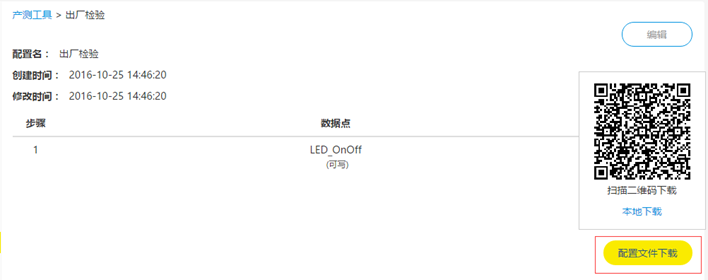 产测工具 > 出厂检验
编辑
配置名： 出厂检验
创建时间： 2016-10-25 14:46:20
修改时间： 2016-10-25 14:46:20
步骤 数据点
1 LED_OnOff
(可写)
扫描二维码下载
本地下载
配置文件下载